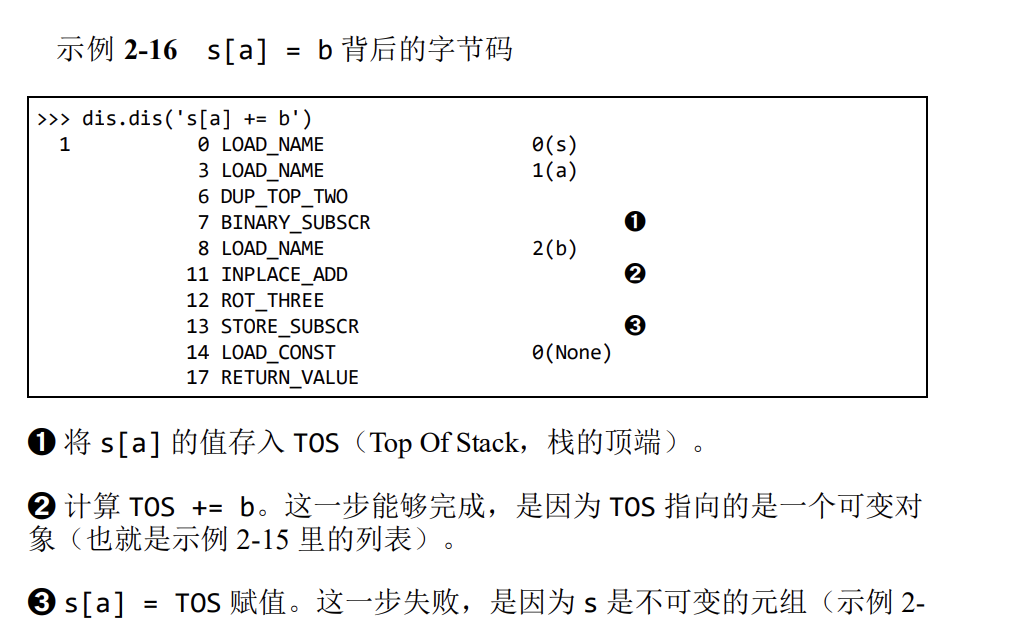 示例 2-16 s[a] = b 背后的字节码
>>> dis.dis('s[a] += b')
1 0 LOAD_NAME 0(s)
3 LOAD_NAME 1(a)
6 DUP_TOP_TWO
7 BINARY_SUBSCR ❶
8 LOAD_NAME 2(b)
11 INPLACE_ADD ❷
12 ROT_THREE
13 STORE_SUBSCR ❸
14 LOAD_CONST 0(None)
17 RETURN_VALUE
❶ 将 s[a] 的值存入 TOS（Top Of Stack，栈的顶端）。
❷ 计算 TOS += b。这一步能够完成，是因为 TOS 指向的是一个可变对
象（也就是示例 2-15 里的列表）。
❸ s[a] = TOS 赋值。这一步失败，是因为 s 是不可变的元组（示例 2-